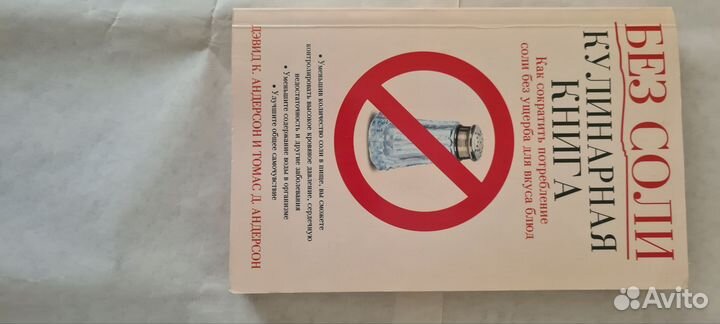 БЕЗ СОЛИ
КУЛИНАРНАЯ
КНИГА
Как сократить потребление
соли без ущерба для вкуса блюд
• Уменьшив количество соли в пище, вы сможете
контролировать высокое кровяное давление, сердечную
недостаточность и другие заболевания
• Уменьшите содержание воды в организме
• Улучшите общее самочувствие
ДЭВИД К. АНДЕРСОН И ТОМАС Д. АНДЕРСОН
Avito